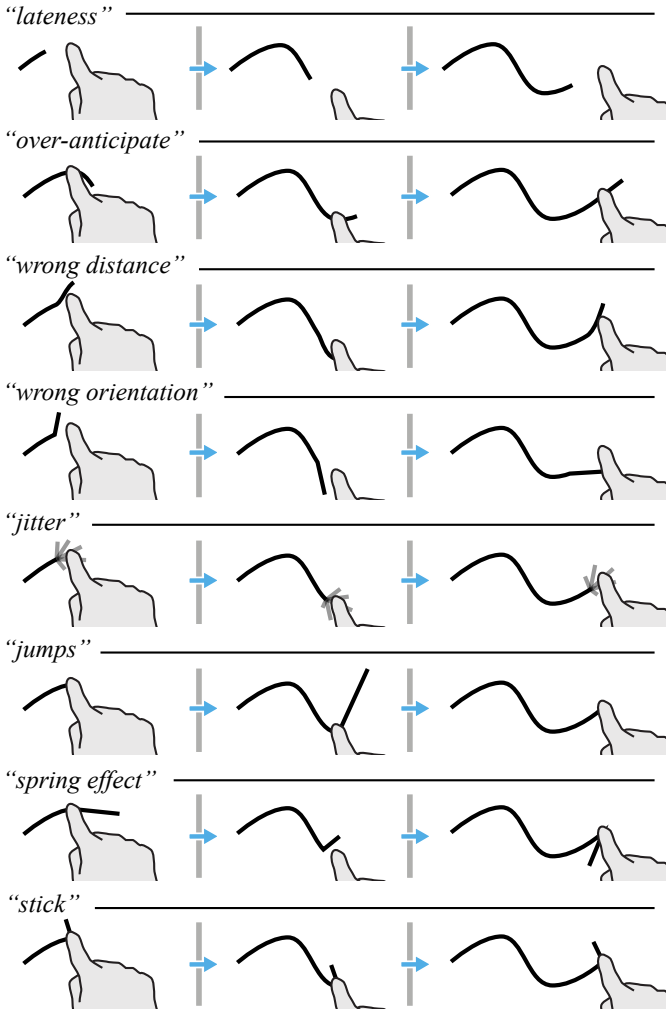 “lateness”
“over-anticipate”
“wrong distance”
“wrong orientation”
“jitter”
“jumps”
“spring effect”
“stick”